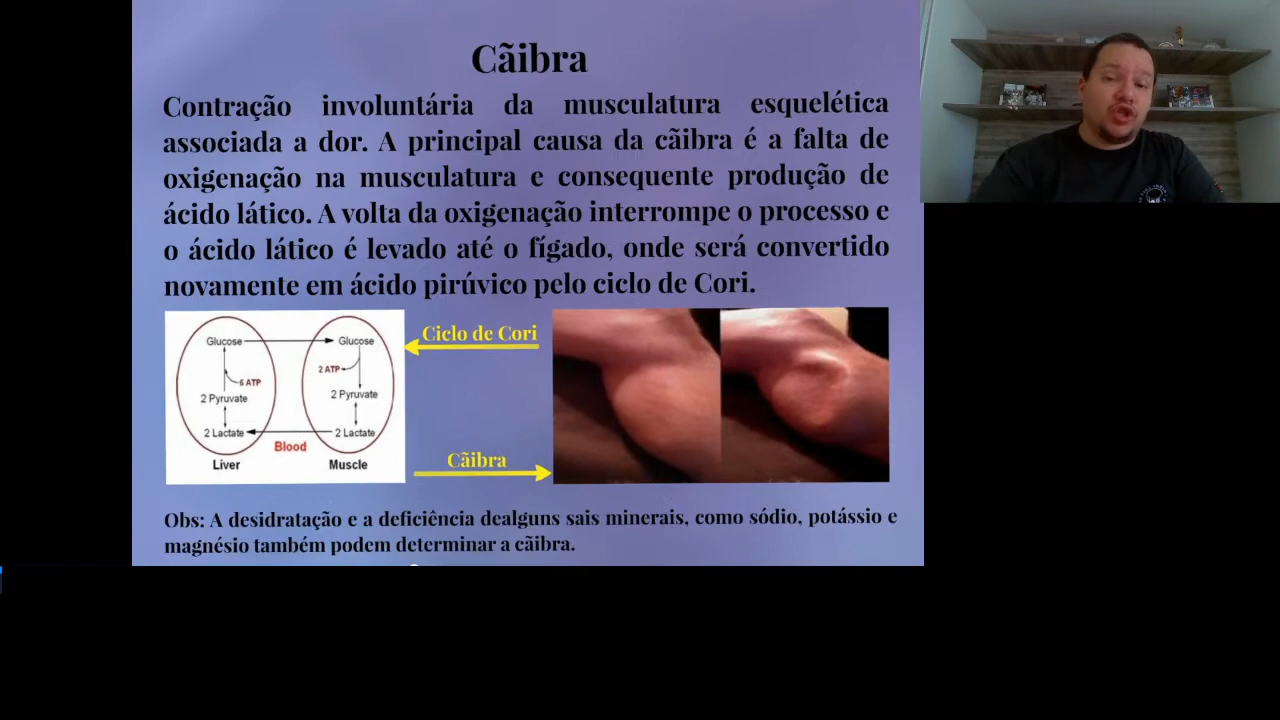 Cãibra
Contração involuntária da musculatura esquelética
associada a dor. A principal causa da cãibra é a falta de
oxigenação na musculatura e consequente produção de
ácido lático. A volta da oxigenação interrompe o processo e
o ácido lático é levado até o fígado, onde será convertido
novamente em ácido pirúvico pelo ciclo de Cori.
Glucose
Glucose
Ciclo de Cori
2 ATP
6 ATP
2 Pyruvate
2 Pyruvate
2 Lactate
2 Lactate
Blood
Liver
Muscle
Cãibra
Obs: A desidratação e a deficiência dealguns sais minerais, como sódio, potássio e
magnésio também podem determinar a cãibra.